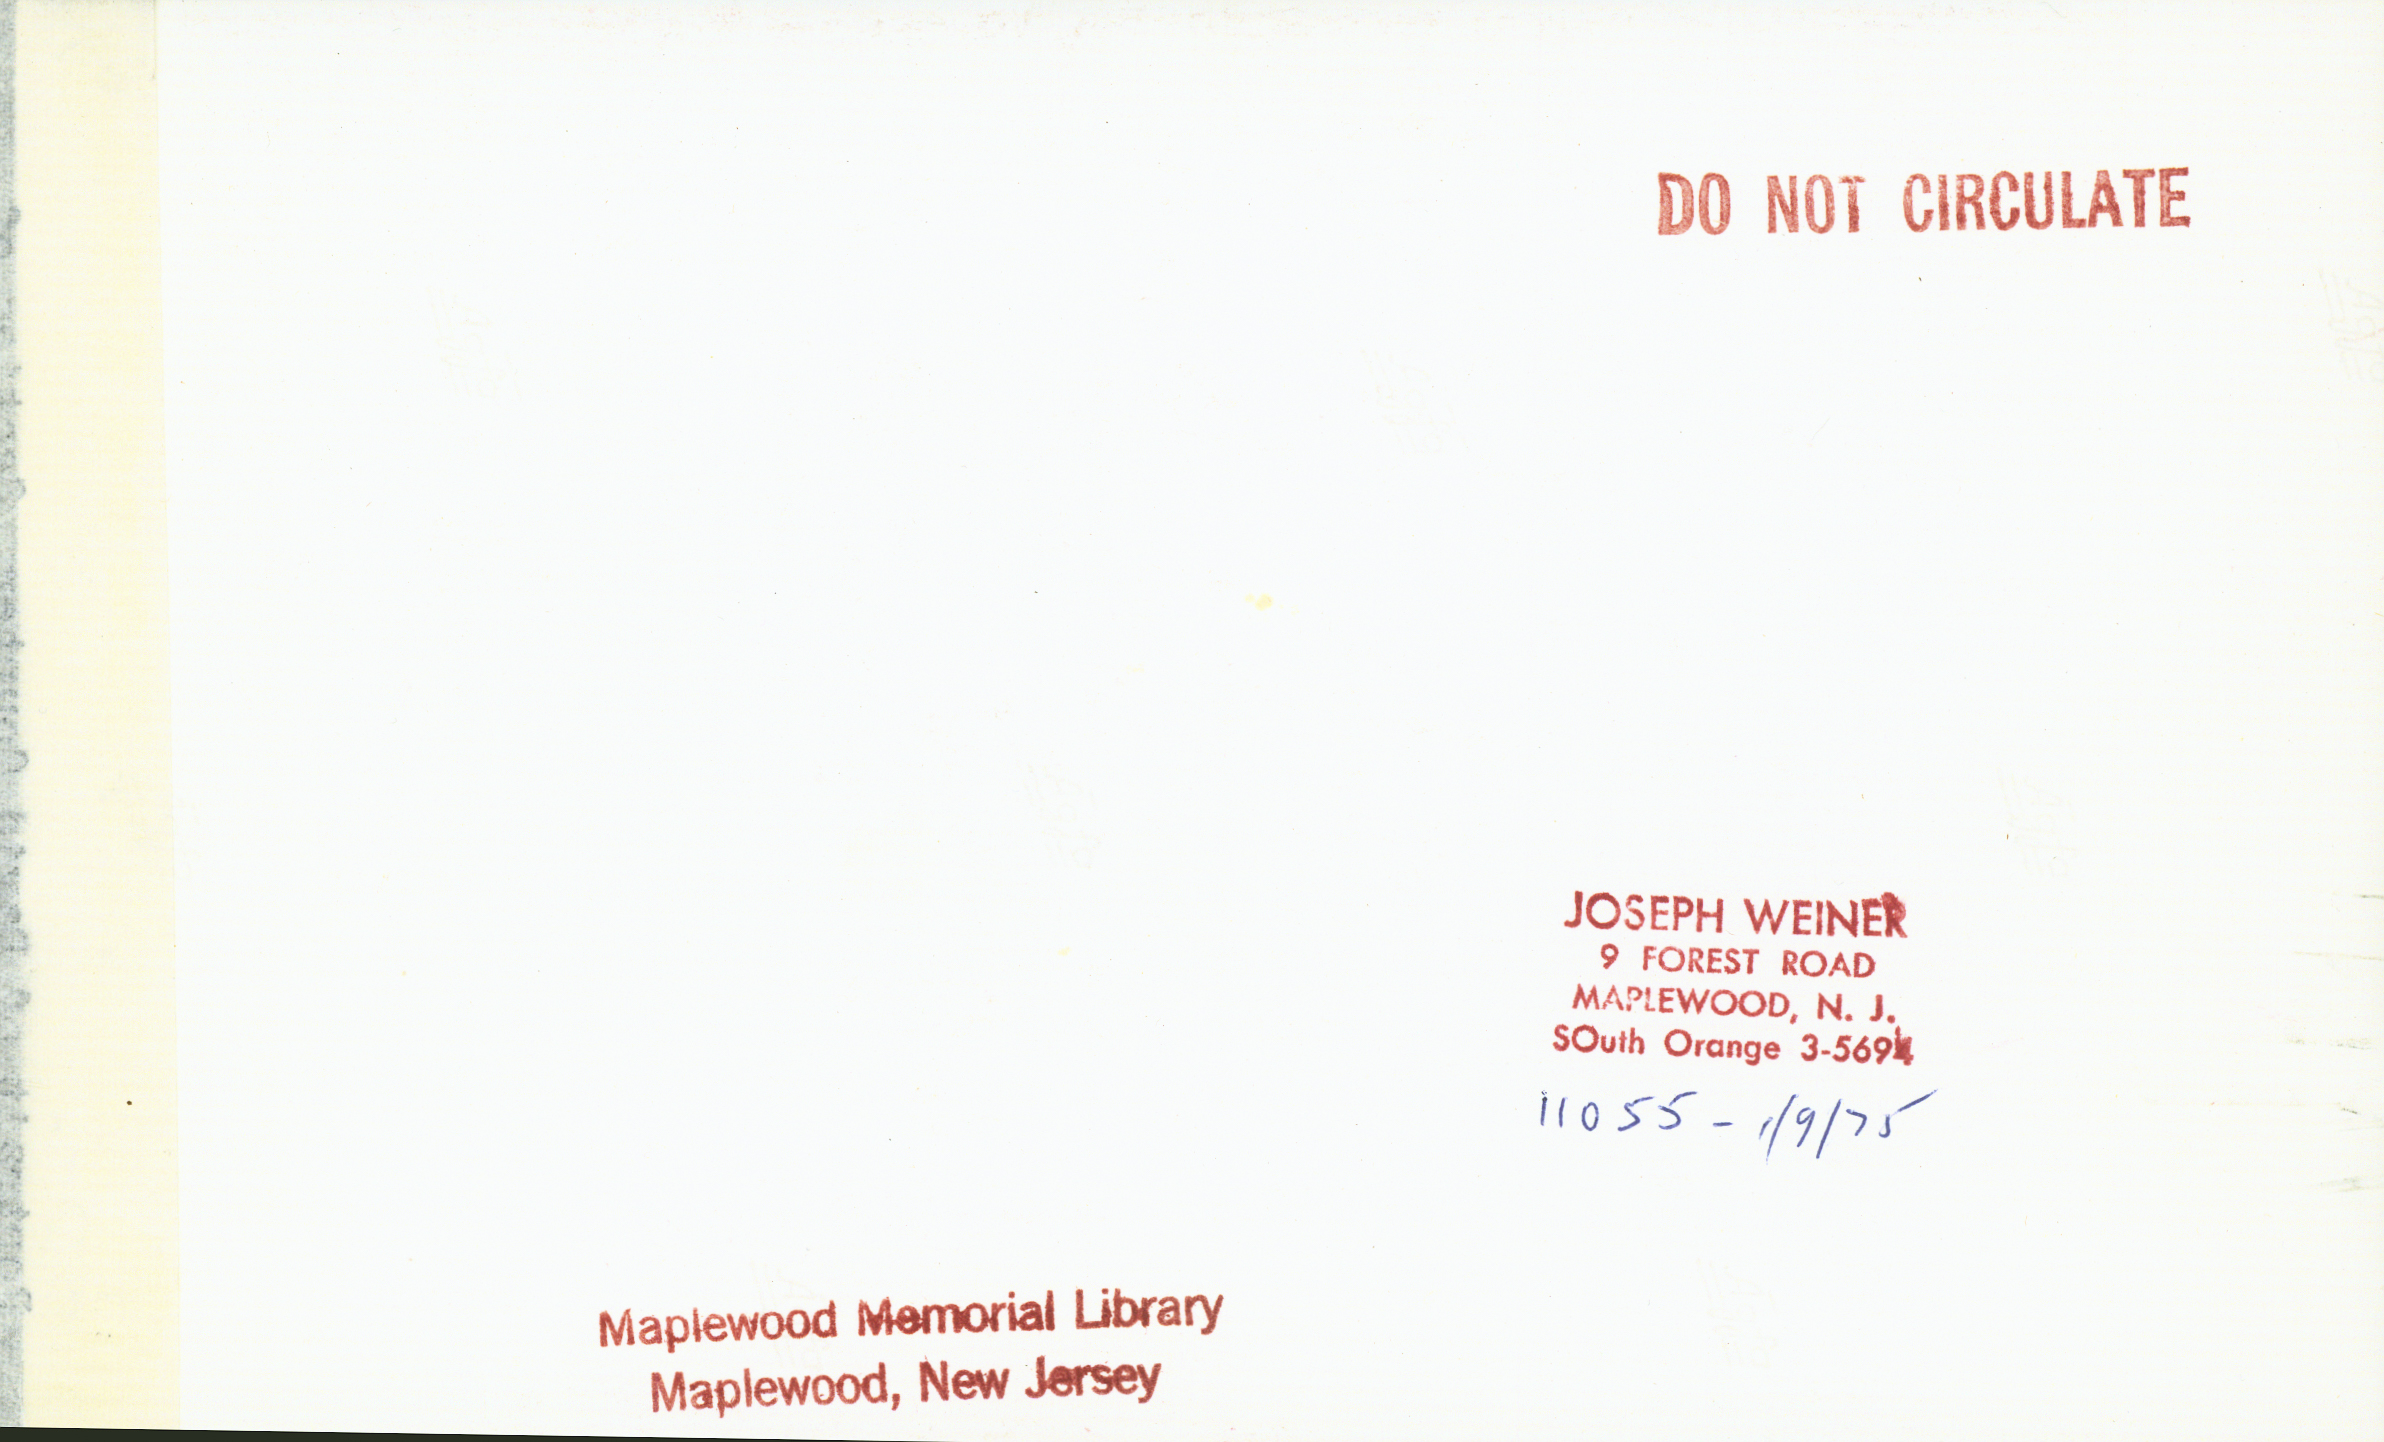 DO NOT CIRCULATE
JOSEPH WEINER
9 FOREST ROAD
MAPLEWOOD, N. J.
SOuth Orange 3-5694
11055 - 1/9/75
Maplewood Memorial Library
Maplewood, New Jersey